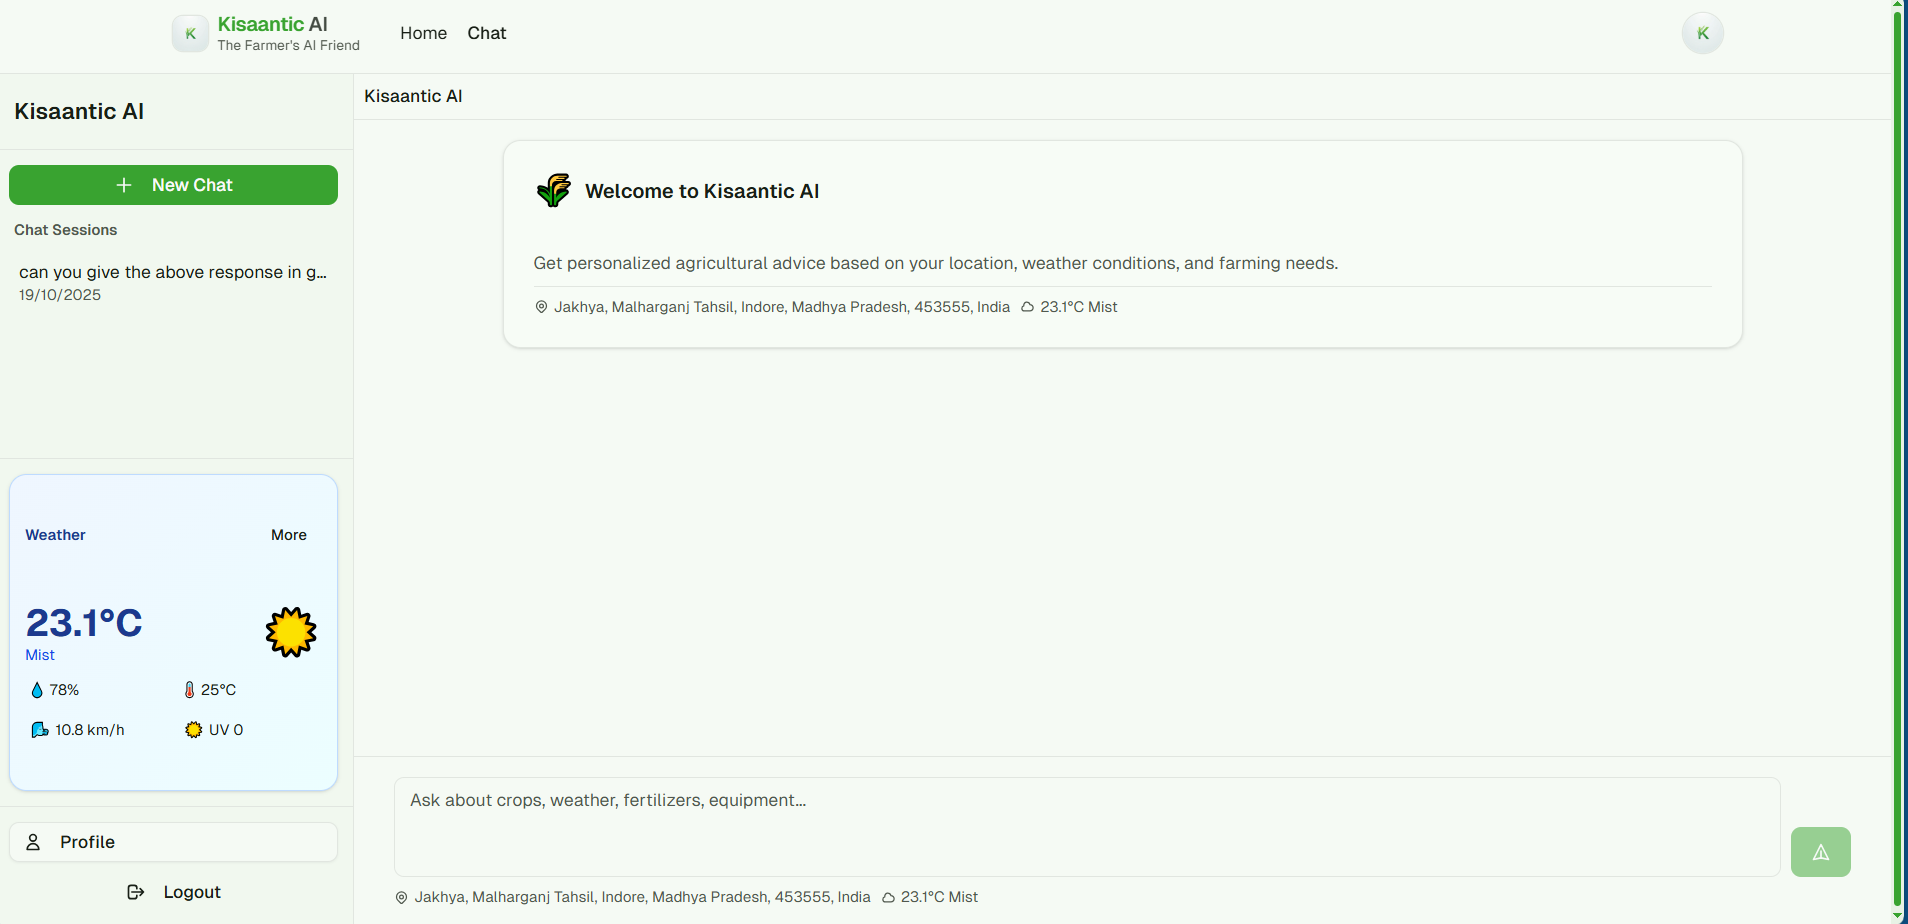 K
Kisaantic AI
The Farmer's AI Friend
Home
Chat
K
Kisaantic AI
New Chat
Chat Sessions
can you give the above response in g...
19/10/2025
Weather
More
23.1°C
Mist
78%
25°C
10.8 km/h
UV 0
Profile
Logout
Kisaantic AI
Welcome to Kisaantic AI
Get personalized agricultural advice based on your location, weather conditions, and farming needs.
Jakhya, Malharganj Tahsil, Indore, Madhya Pradesh, 453555, India 23.1°C Mist
Ask about crops, weather, fertilizers, equipment...
Jakhya, Malharganj Tahsil, Indore, Madhya Pradesh, 453555, India 23.1°C Mist